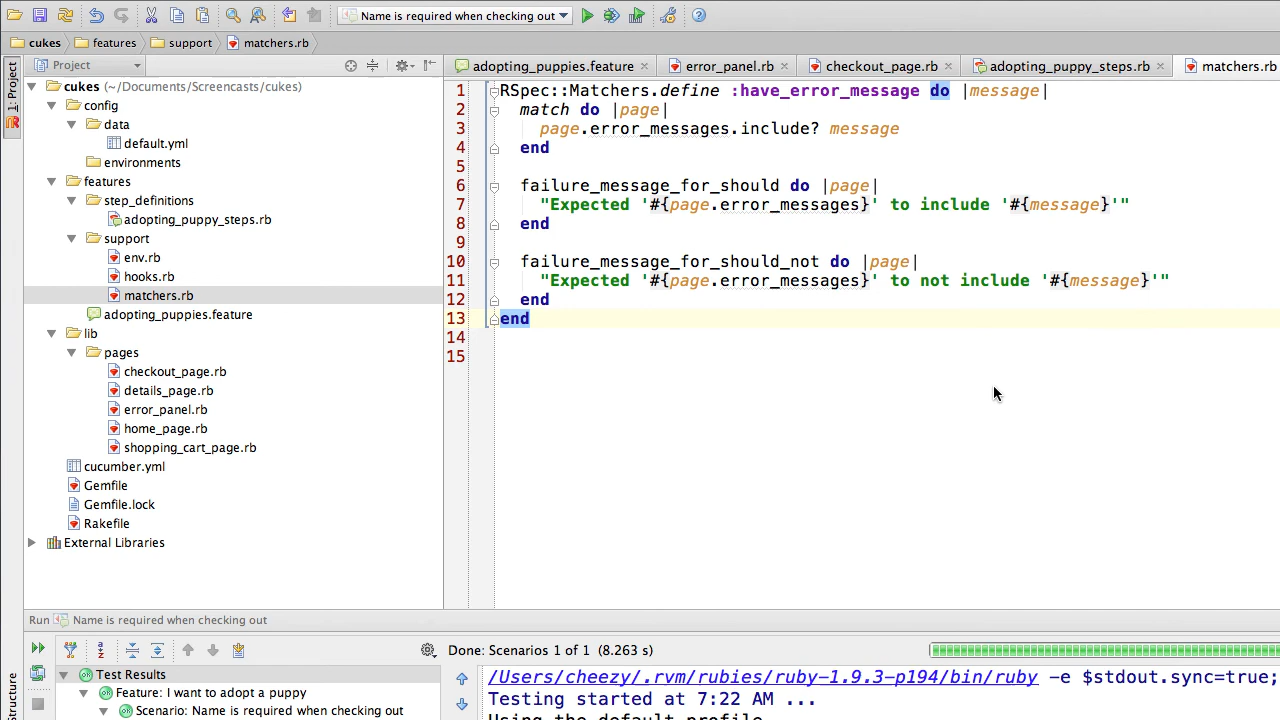 Name is required when checking out
cukes features support matchers.rb
1: Project
Structure
Project
cukes (~/Documents/Screencasts/cukes)
config
data
default.yml
environments
features
step_definitions
adopting_puppy_steps.rb
support
env.rb
hooks.rb
matchers.rb
adopting_puppies.feature
lib
pages
checkout_page.rb
details_page.rb
error_panel.rb
home_page.rb
shopping_cart_page.rb
cucumber.yml
Gemfile
Gemfile.lock
Rakefile
External Libraries
adopting_puppies.feature error_panel.rb checkout_page.rb adopting_puppy_steps.rb matchers.rb
1 RSpec::Matchers.define :have_error_message do |message|
2 match do |page|
3 page.error_messages.include? message
4 end
5
6 failure_message_for_should do |page|
7 "Expected '#{page.error_messages}' to include '#{message}'"
8 end
9
10 failure_message_for_should_not do |page|
11 "Expected '#{page.error_messages}' to not include '#{message}'"
12 end
13 end
14
15
Run Name is required when checking out
Done: Scenarios 1 of 1 (8.263 s)
Test Results
Feature: I want to adopt a puppy
Scenario: Name is required when checking out
/Users/cheezy/.rvm/rubies/ruby-1.9.3-p194/bin/ruby -e $stdout.sync=true;
Testing started at 7:22 AM ...
Using the default profile